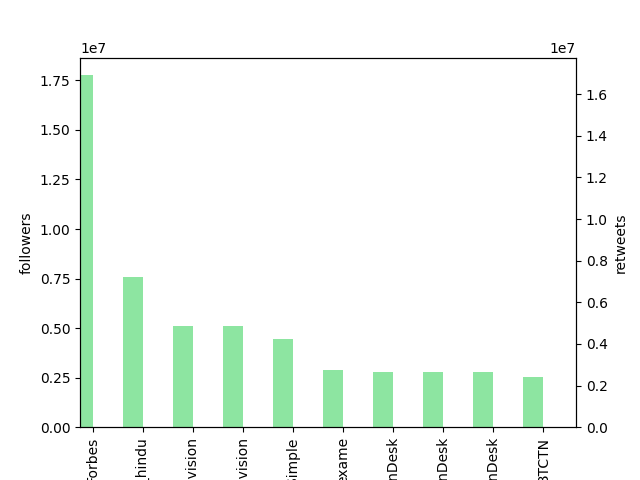 1e7
1e7
1.75
1.50
1.25
1.00
0.75
0.50
0.25
0.00
followers
1.6
1.4
1.2
1.0
0.8
0.6
0.4
0.2
0.0
retweets
Forbes
_hindu
vision
vision
Simple
exame
nDesk
nDesk
nDesk
BTCTN